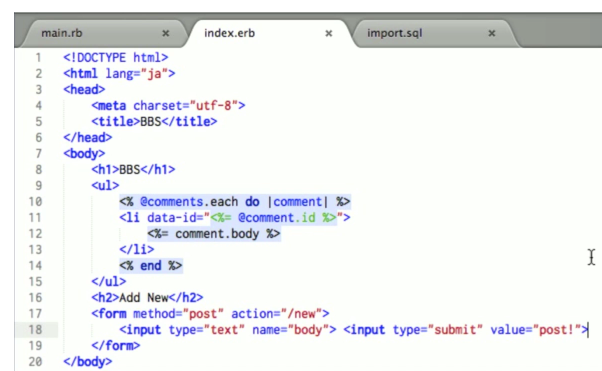 main.rb × index.erb × import.sql ×
1 <!DOCTYPE html>
2 <html lang="ja">
3 <head>
4 <meta charset="utf-8">
5 <title>BBS</title>
6 </head>
7 <body>
8 <h1>BBS</h1>
9 <ul>
10 <% @comments.each do |comment| %>
11 <li data-id="<%= @comment.id %>">
12 <%= comment.body %>
13 </li>
14 <% end %>
15 </ul>
16 <h2>Add New</h2>
17 <form method="post" action="/new">
18 <input type="text" name="body"> <input type="submit" value="post!">
19 </form>
20 </body>